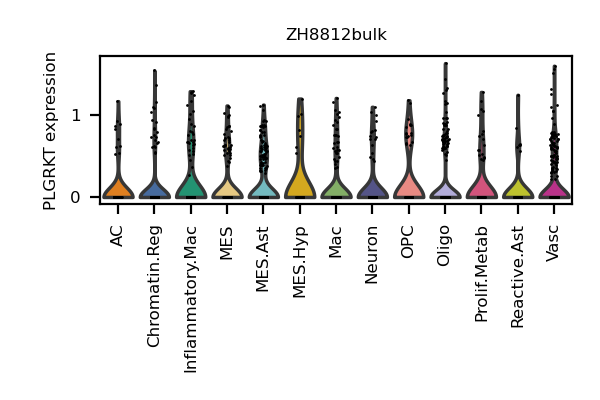 ZH8812bulk
PLGRKT expression
1
0
AC
Chromatin.Reg
Inflammatory.Mac
MES
MES.Ast
MES.Hyp
Mac
Neuron
OPC
Oligo
Prolif.Metab
Reactive.Ast
Vasc